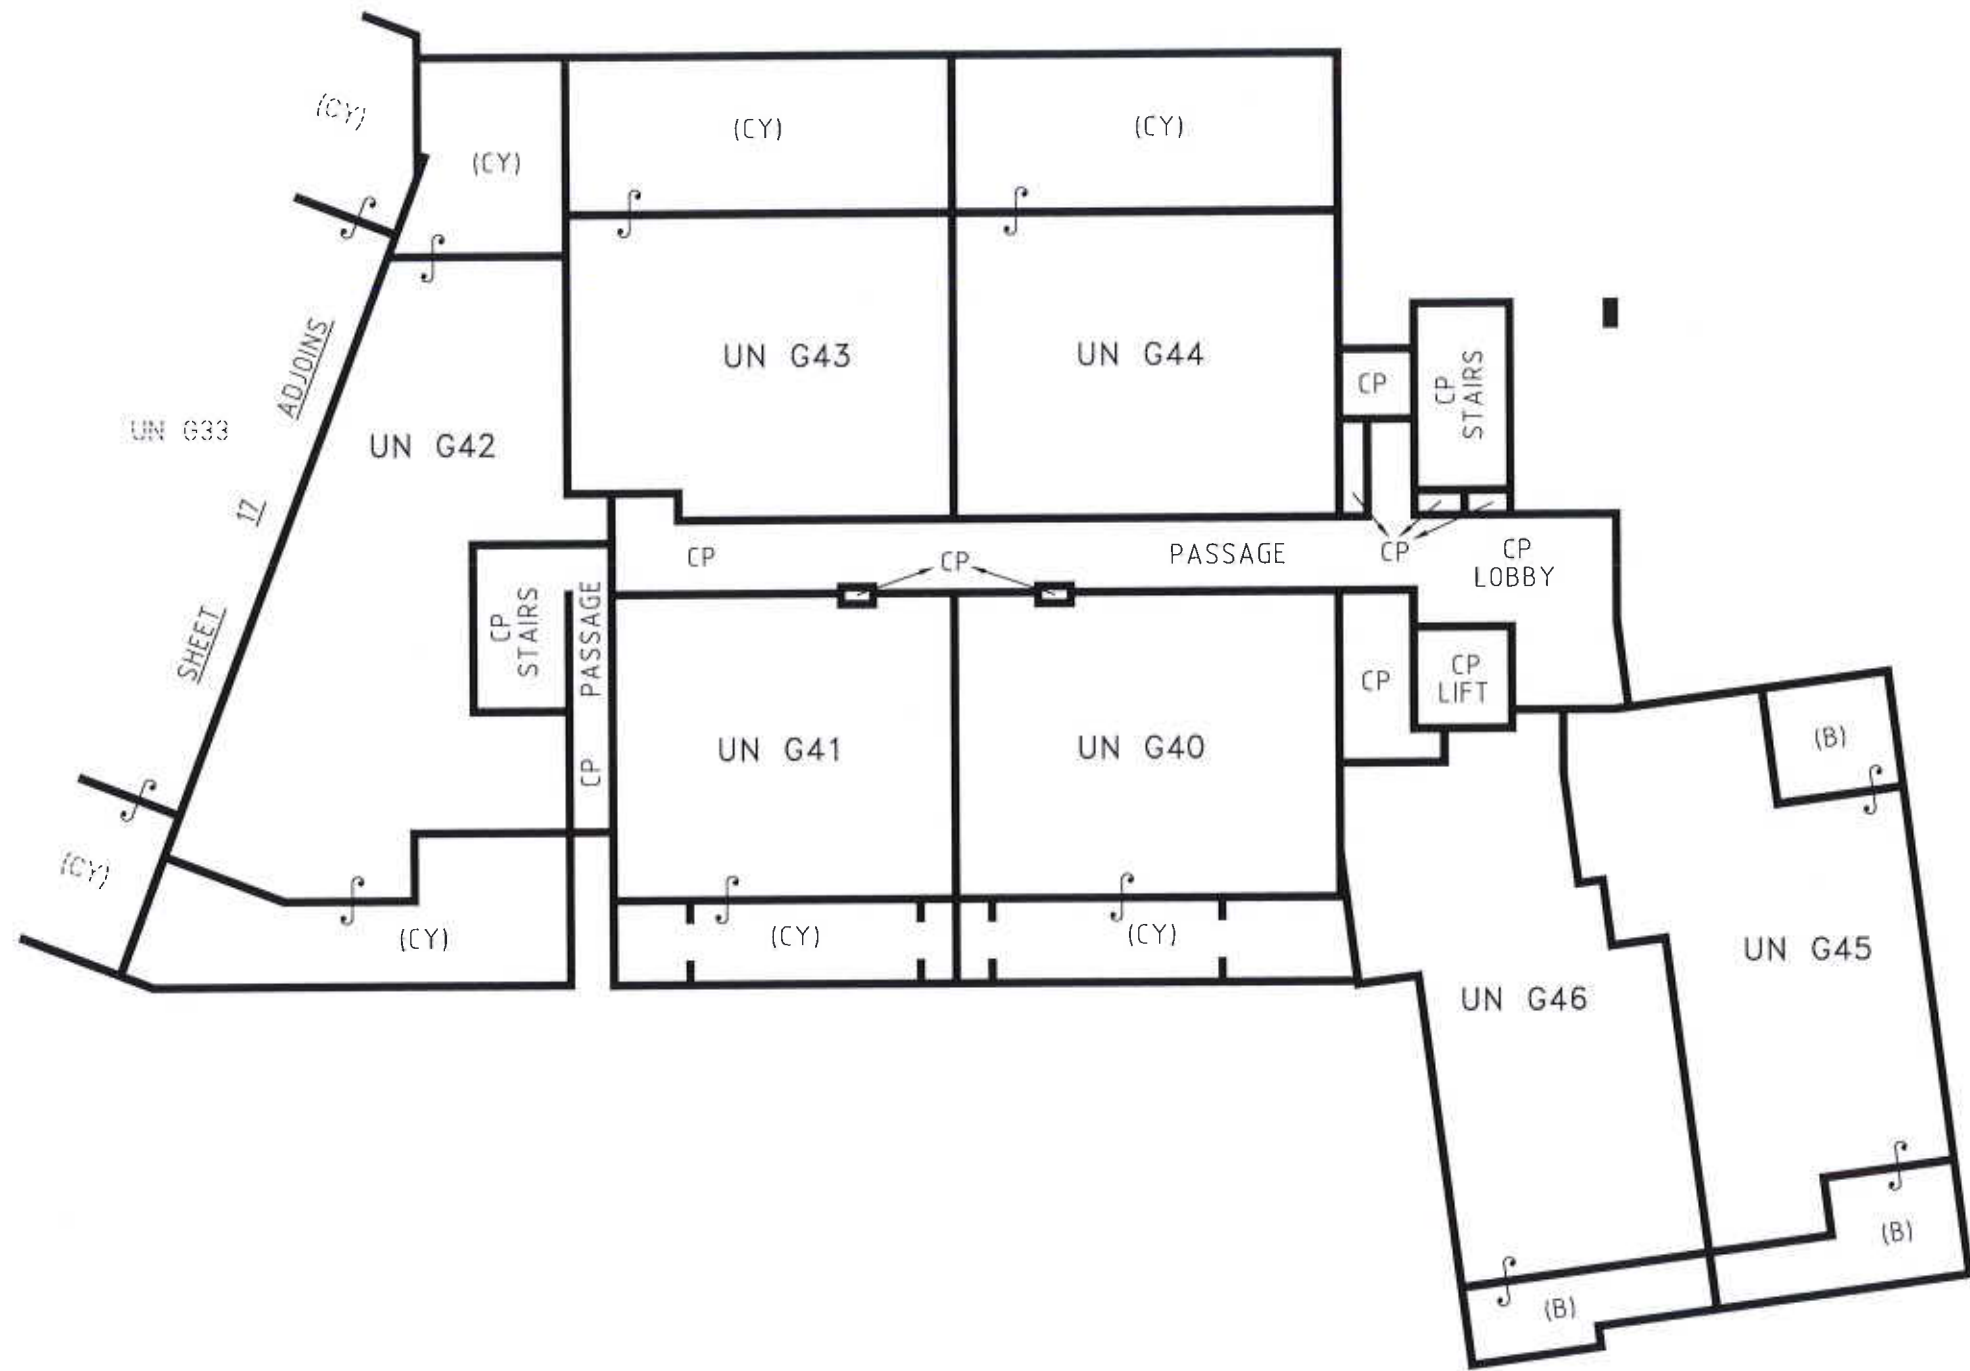 (CY)
(CY)
(CY)
(CY)
UN G33
ADJOINS
17
SHEET
UN G42
UN G43
UN G44
CP
CP
STAIRS
CP
CP
PASSAGE
CP
CP
LOBBY
CP
STAIRS
CP PASSAGE
CP
CP
LIFT
UN G41
UN G40
(B)
(CY)
(CY)
(CY)
(CY)
UN G46
UN G45
(B)
(B)